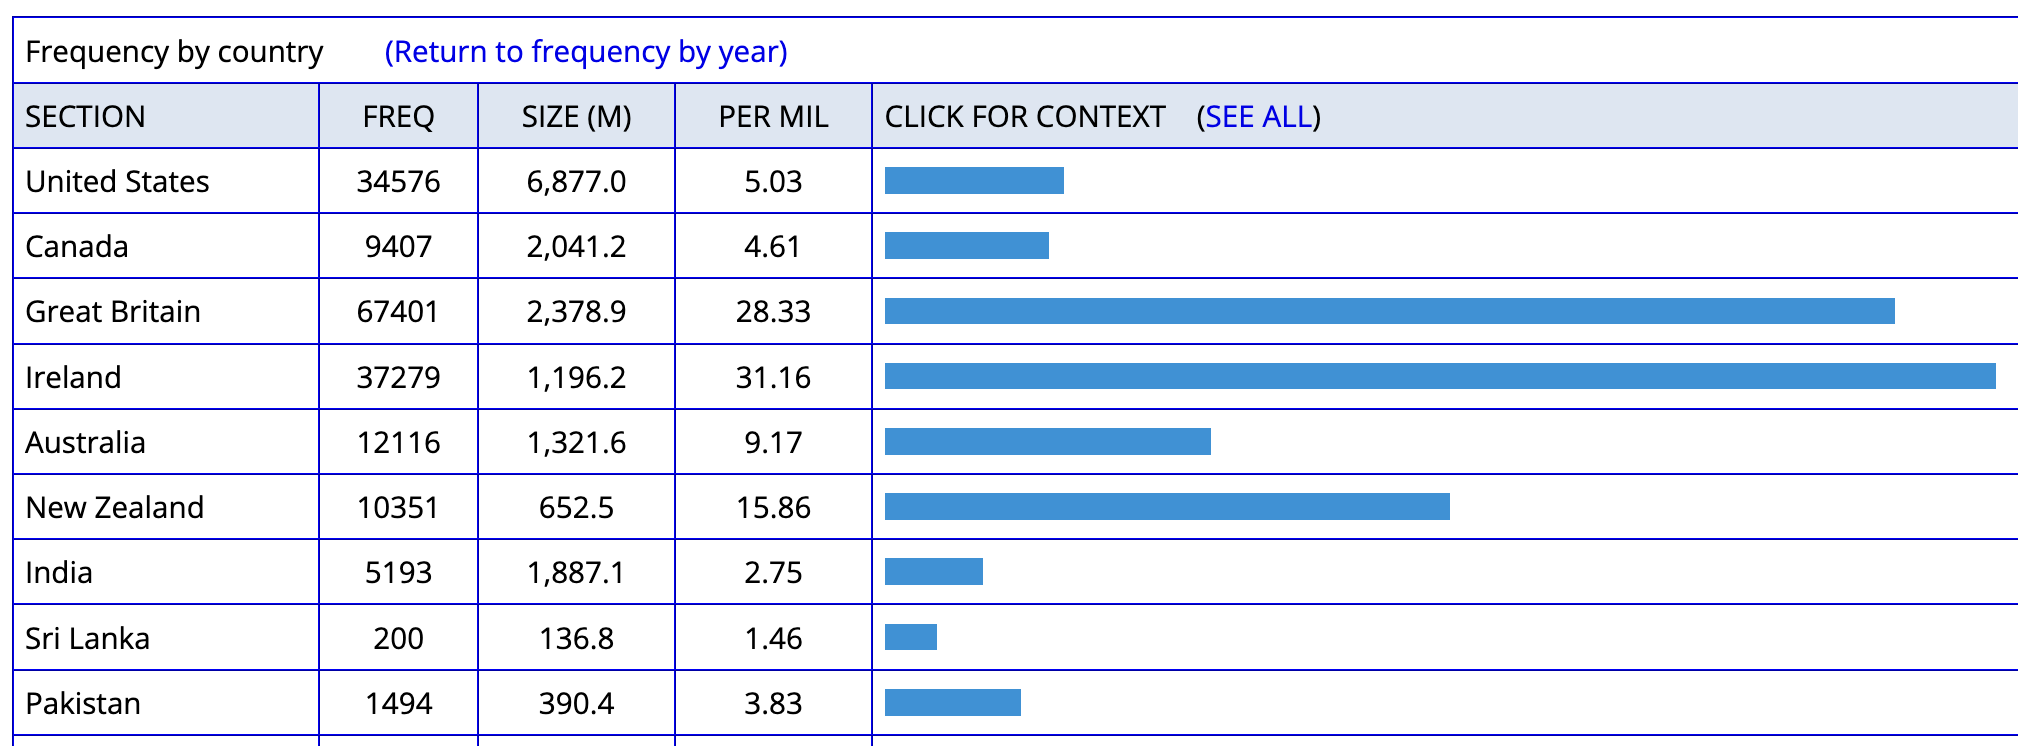 Frequency by country (Return to frequency by year)
SECTION FREQ SIZE (M) PER MIL CLICK FOR CONTEXT (SEE ALL)
United States 34576 6,877.0 5.03
Canada 9407 2,041.2 4.61
Great Britain 67401 2,378.9 28.33
Ireland 37279 1,196.2 31.16
Australia 12116 1,321.6 9.17
New Zealand 10351 652.5 15.86
India 5193 1,887.1 2.75
Sri Lanka 200 136.8 1.46
Pakistan 1494 390.4 3.83